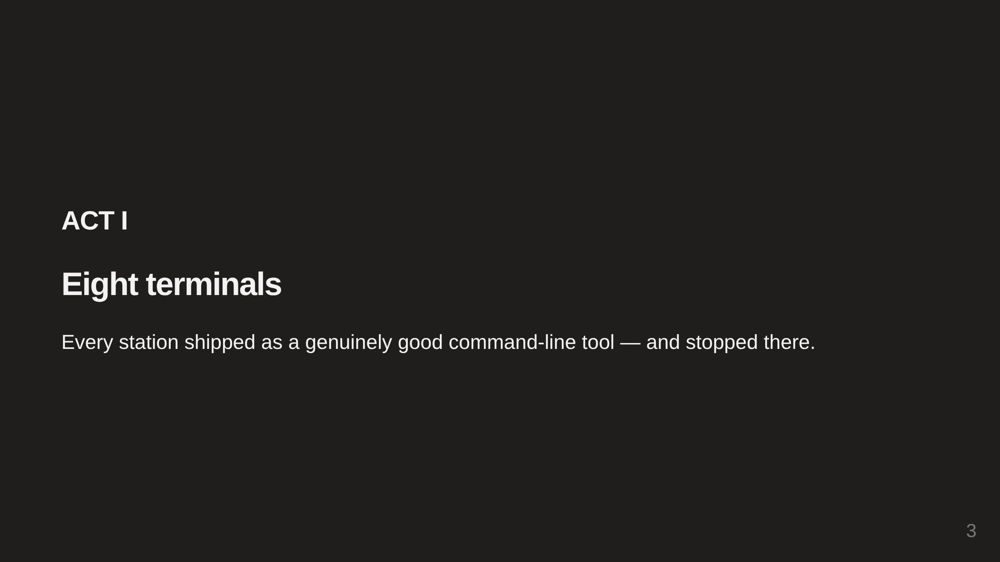 ACT I
Eight terminals
Every station shipped as a genuinely good command-line tool — and stopped there.
3